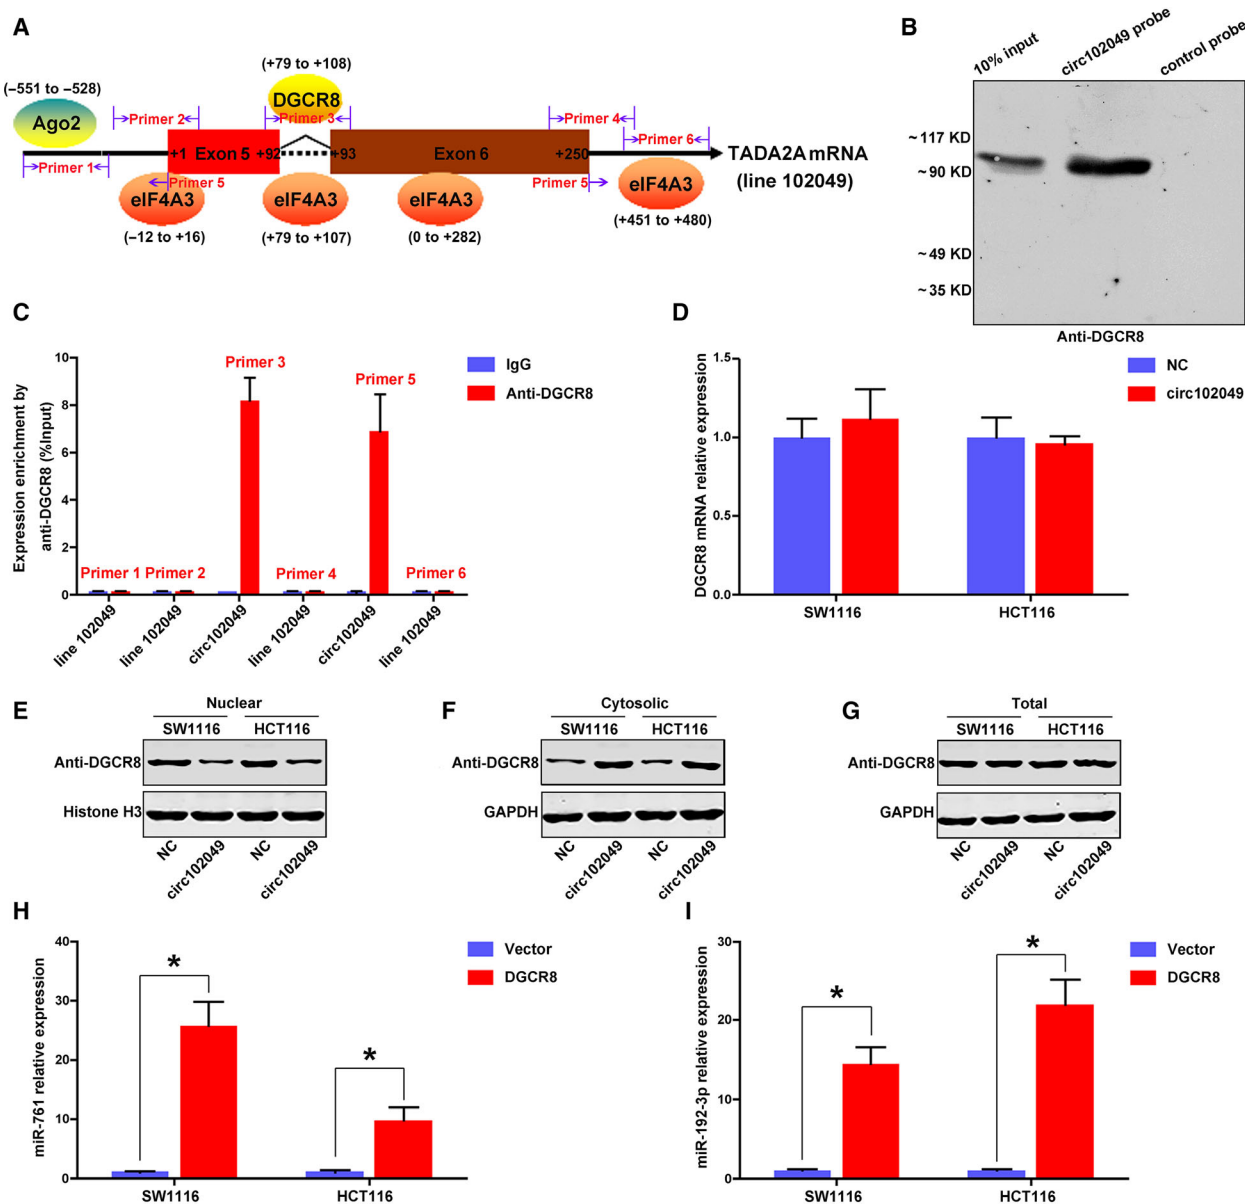 A
(+79 to +108)
(−551 to −528)
DGCR8
Ago2
Primer 2
Primer 3
Primer 4
Primer 1
+1 Exon 5 +92
+93 Exon 6 +250
Primer 6
TADA2A mRNA
(line 102049)
Primer 5
Primer 5
eIF4A3
eIF4A3
eIF4A3
eIF4A3
(−12 to +16)
(+79 to +107)
(0 to +282)
(+451 to +480)
B
10% input
circ102049 probe
control probe
~117 KD
~90 KD
~49 KD
~35 KD
Anti-DGCR8
C
Expression enrichment by
anti-DGCR8 (%Input)
10
8
6
4
2
0
IgG
Anti-DGCR8
Primer 1
Primer 2
Primer 3
Primer 4
Primer 5
Primer 6
line 102049
line 102049
circ102049
line 102049
circ102049
line 102049
D
DGCR8 mRNA relative expression
1.5
1.0
0.5
0.0
NC
circ102049
SW1116
HCT116
E
Nuclear
SW1116
HCT116
Anti-DGCR8
Histone H3
NC
circ102049
NC
circ102049
F
Cytosolic
SW1116
HCT116
Anti-DGCR8
GAPDH
NC
circ102049
NC
circ102049
G
Total
SW1116
HCT116
Anti-DGCR8
GAPDH
NC
circ102049
NC
circ102049
H
miR-761 relative expression
40
30
20
10
0
*
*
Vector
DGCR8
SW1116
HCT116
I
miR-192-3p relative expression
30
20
10
0
*
*
Vector
DGCR8
SW1116
HCT116